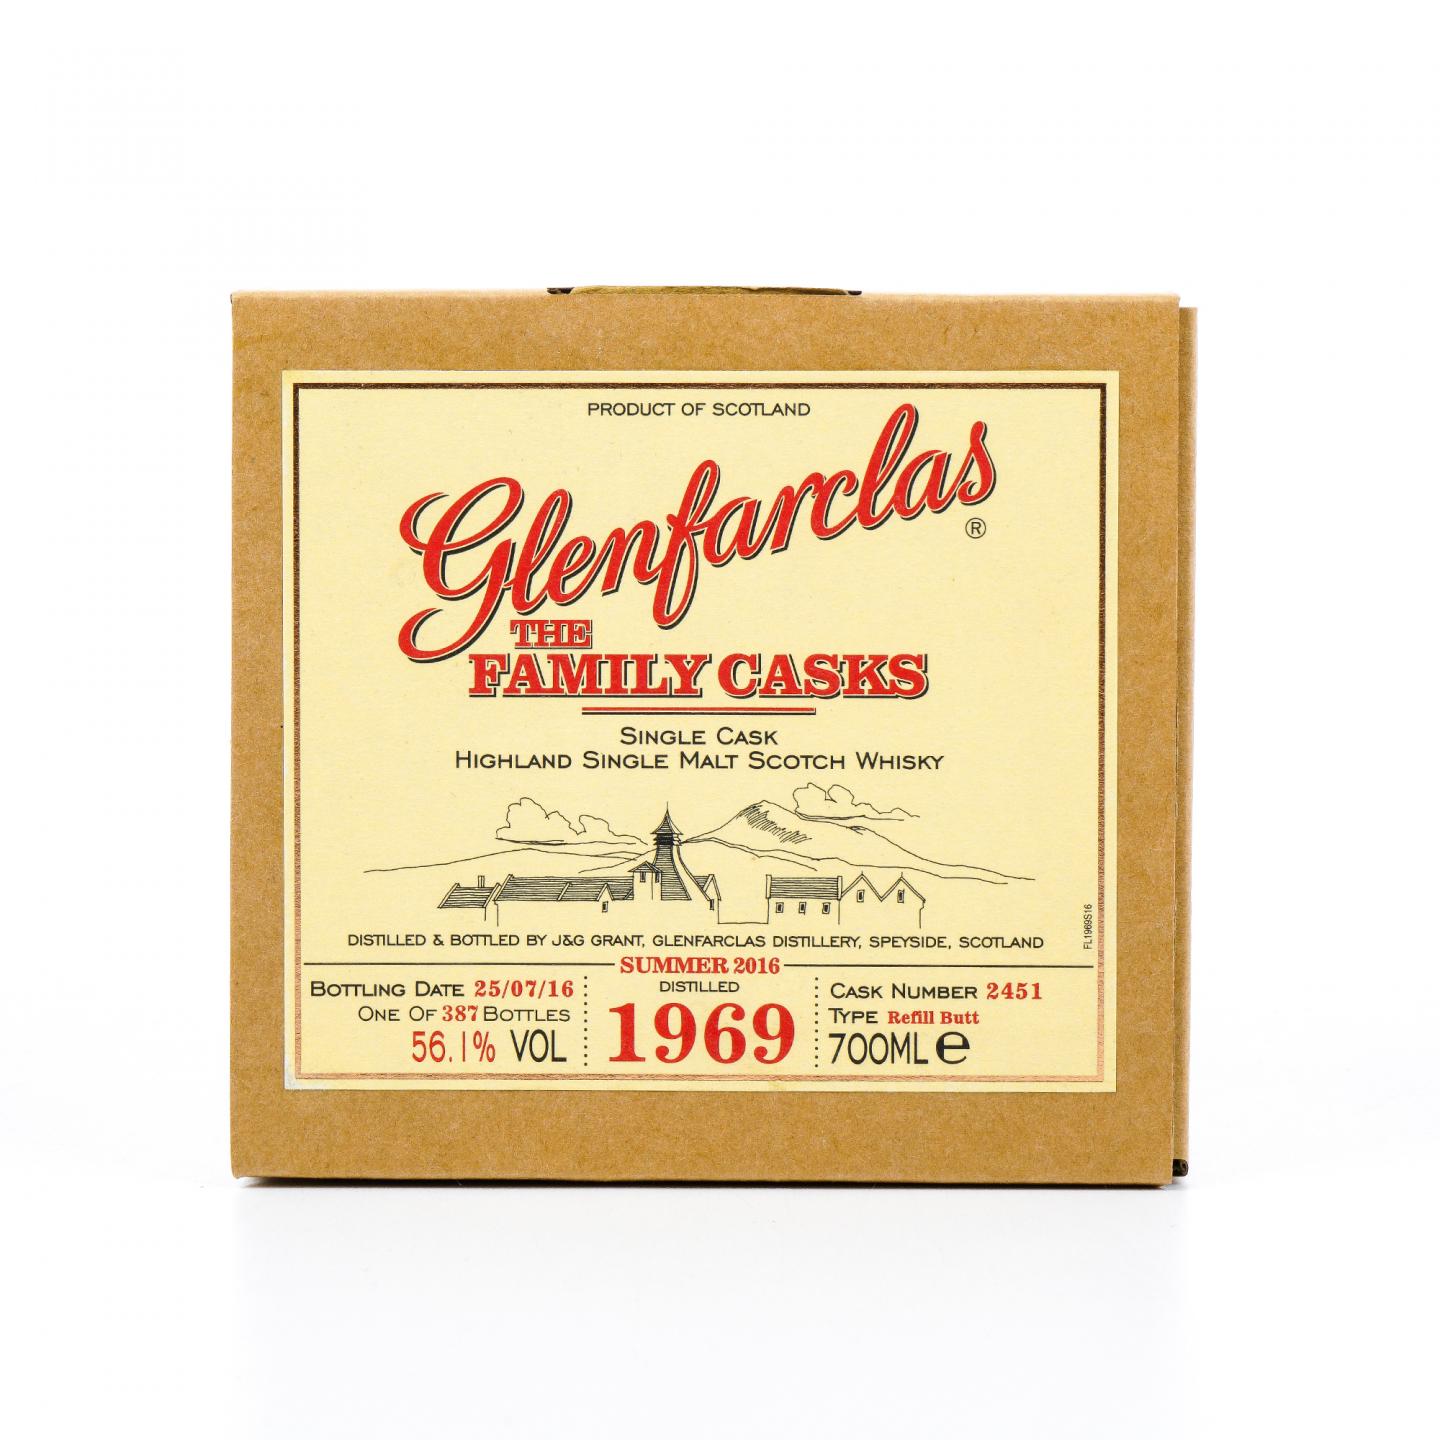 PRODUCT OF SCOTLAND
Glenfarclas
®
THE
FAMILY CASKS
SINGLE CASK
HIGHLAND SINGLE MALT SCOTCH WHISKY
FL1969S16
DISTILLED & BOTTLED BY J&G GRANT, GLENFARCLAS DISTILLERY, SPEYSIDE, SCOTLAND
SUMMER 2016
BOTTLING DATE 25/07/16
ONE OF 387 BOTTLES
56.1% VOL
DISTILLED
1969
CASK NUMBER 2451
TYPE Refill Butt
700ML e